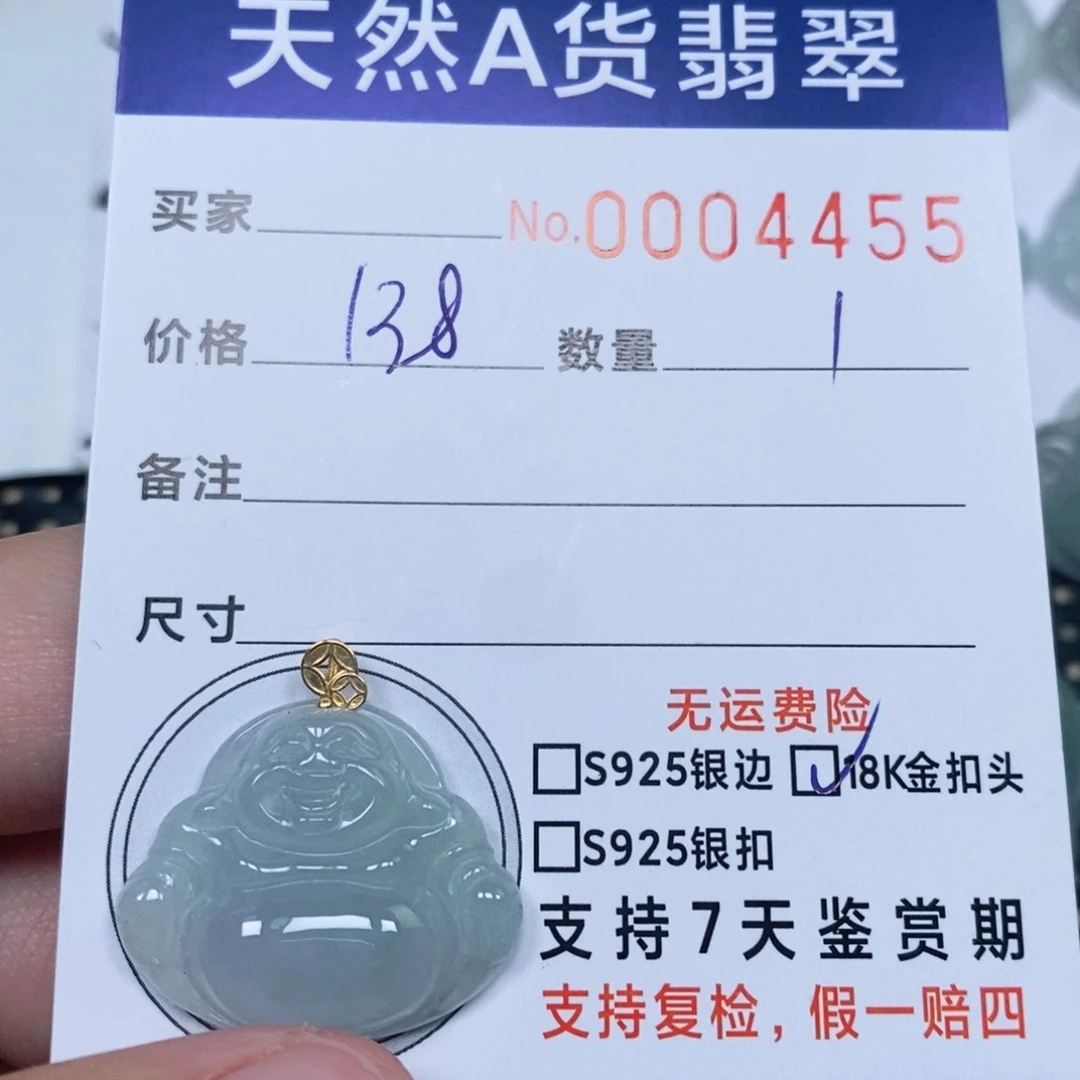 天然A货翡翠
买家 No.0004455
价格 138 数量 1
备注
尺寸
无运费险
S925银边 18K金扣头
S925银扣
支持7天鉴赏期
支持复检，假一赔四